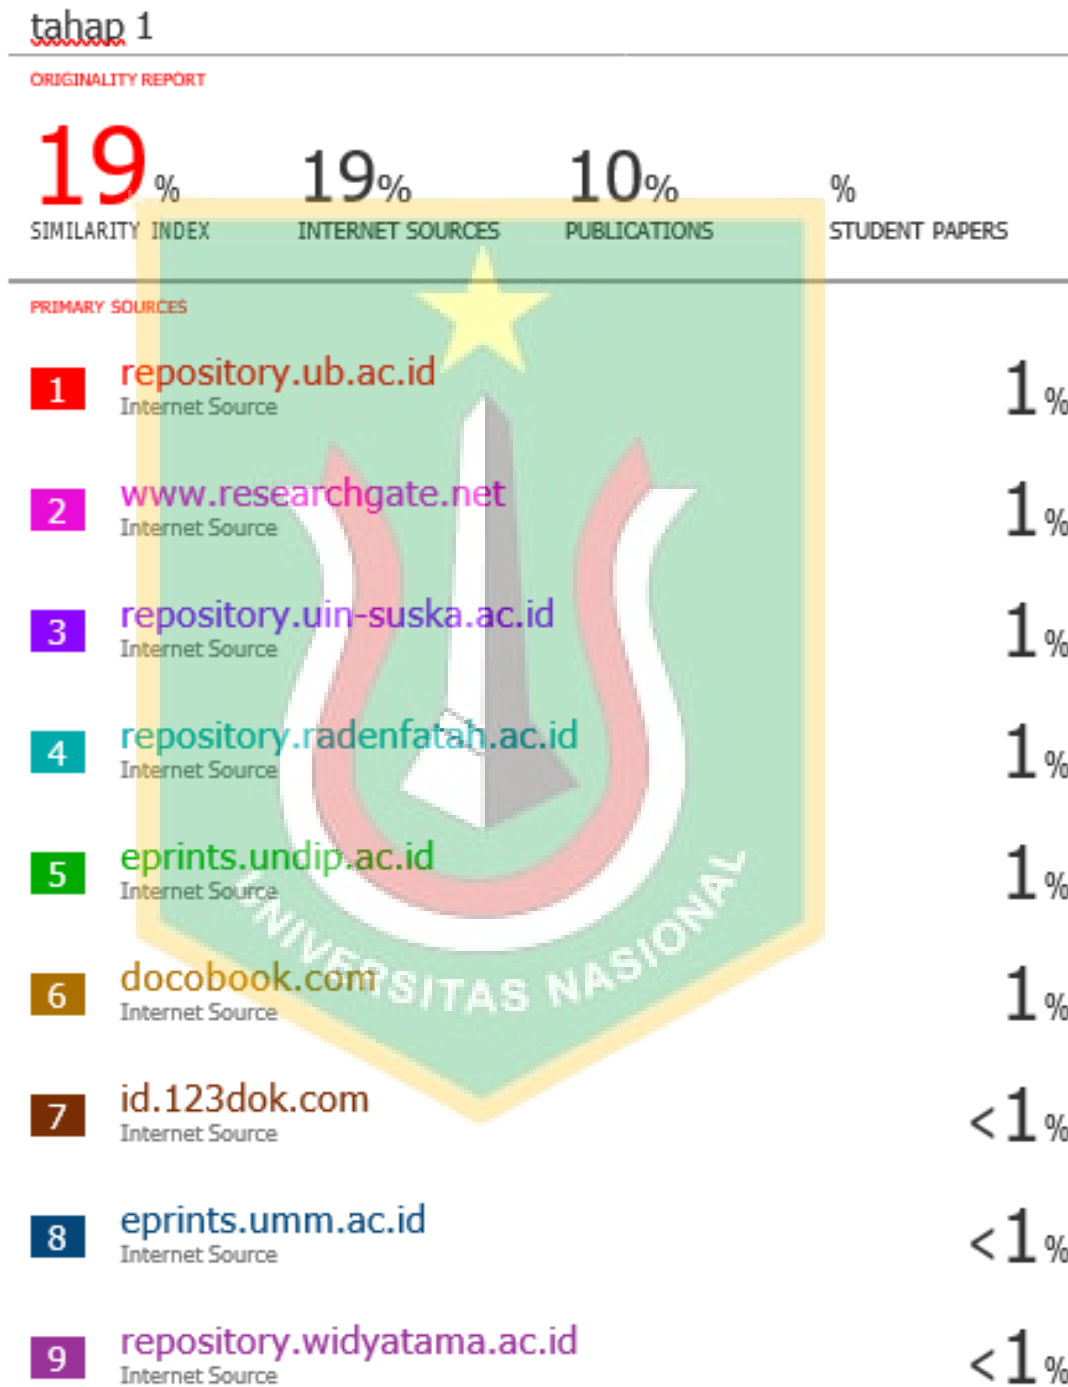 tahap 1
ORIGINALITY REPORT
19% 19% 10% %
SIMILARITY INDEX INTERNET SOURCES PUBLICATIONS STUDENT PAPERS
PRIMARY SOURCES
1 repository.ub.ac.id 1%
Internet Source
2 www.researchgate.net 1%
Internet Source
3 repository.uin-suska.ac.id 1%
Internet Source
4 repository.radenfatah.ac.id 1%
Internet Source
5 eprints.undip.ac.id 1%
Internet Source
UNIVERSITAS NASIONAL
6 docobook.com 1%
Internet Source
7 id.123dok.com <1%
Internet Source
8 eprints.umm.ac.id <1%
Internet Source
9 repository.widyatama.ac.id <1%
Internet Source